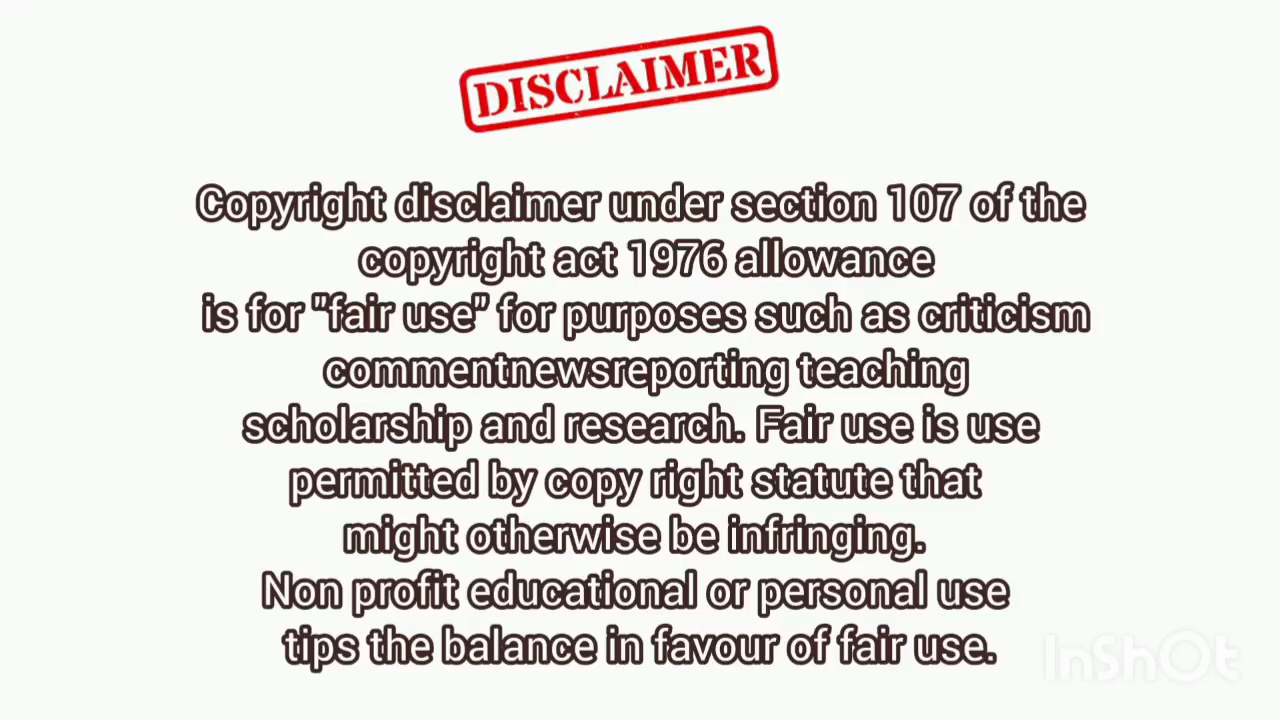 DISCLAIMER
Copyright disclaimer under section 107 of the
copyright act 1976 allowance
is for "fair use" for purposes such as criticism
commentnewsreporting teaching
scholarship and research. Fair use is use
permitted by copy right statute that
might otherwise be infringing.
Non profit educational or personal use
tips the balance in favour of fair use.
InShOt